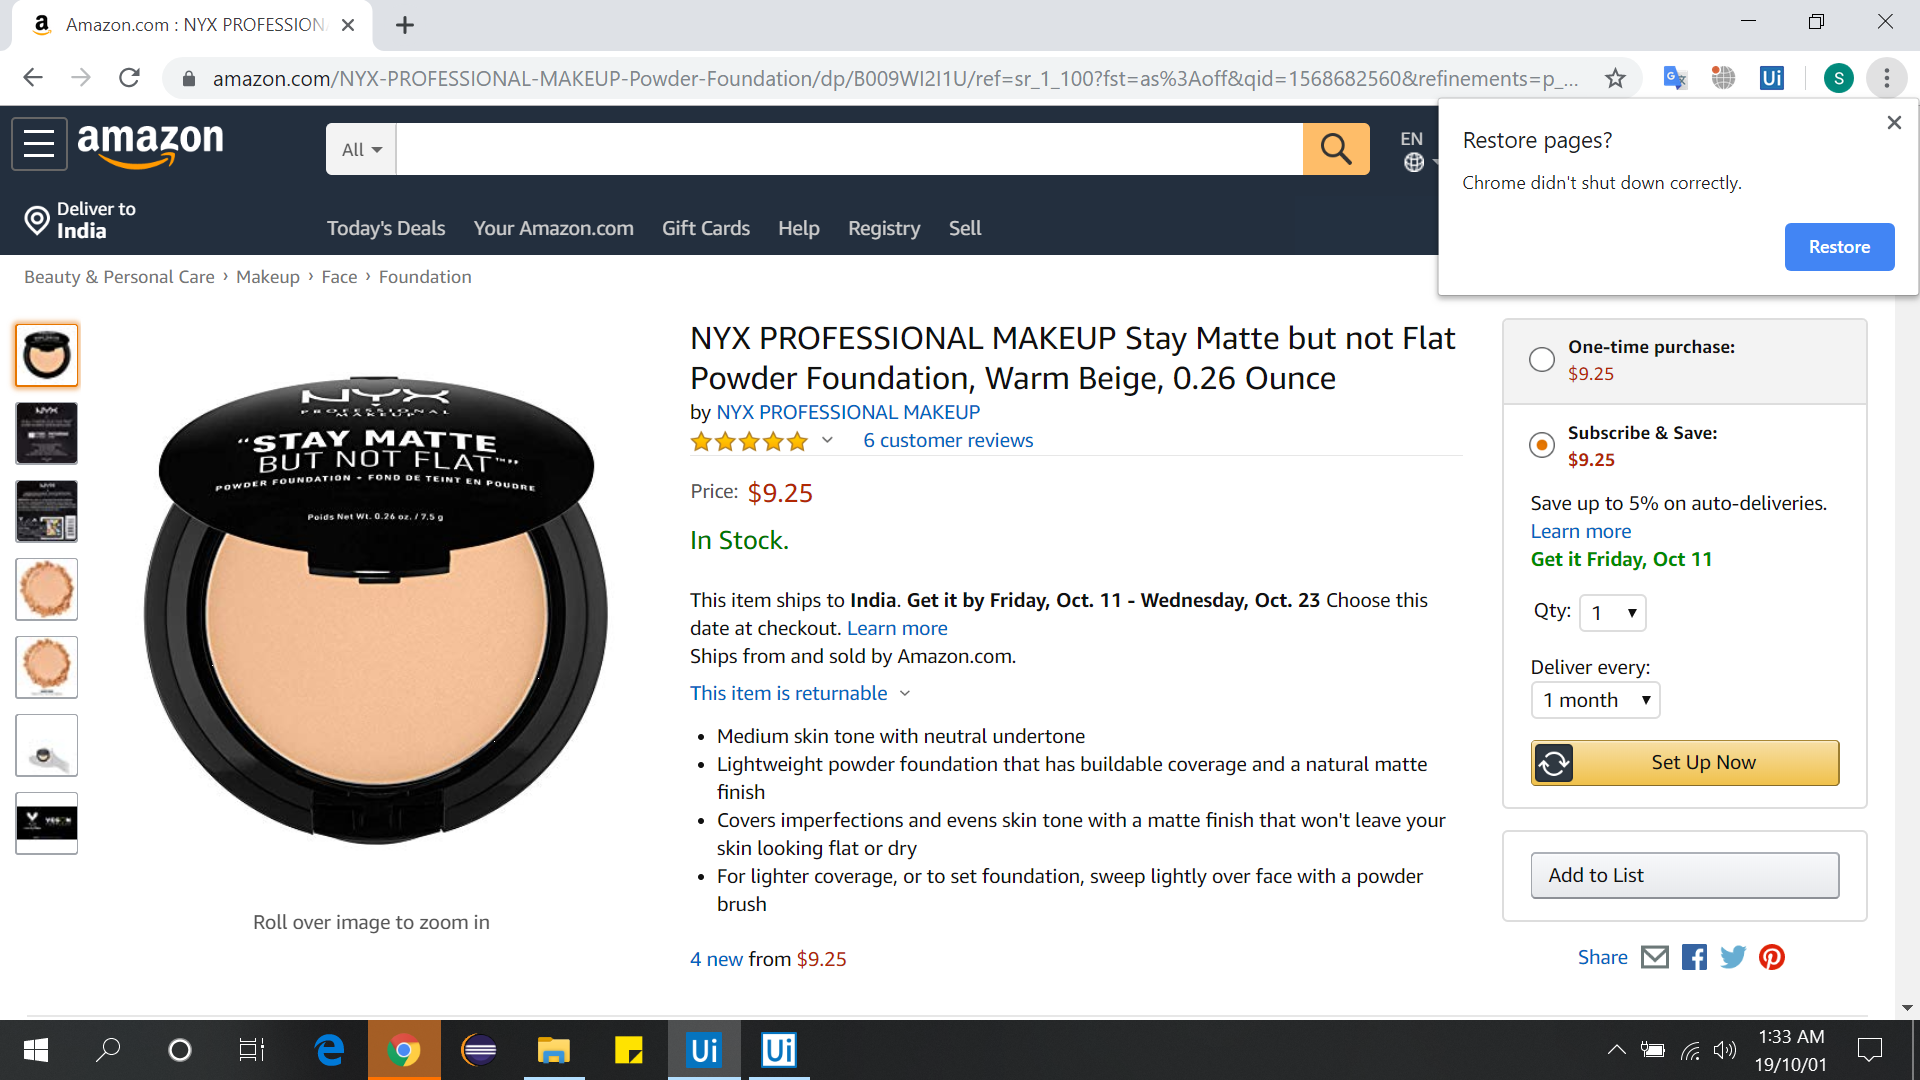 Amazon.com : NYX PROFESSION
amazon.com/NYX-PROFESSIONAL-MAKEUP-Powder-Foundation/dp/B009WI2I1U/ref=sr_1_100?fst=as%3Aoff&qid=1568682560&refinements=p_...
Ui
S
Restore pages?
Chrome didn't shut down correctly.
Restore
amazon
All
EN
Deliver to
India
Today's Deals Your Amazon.com Gift Cards Help Registry Sell
Beauty & Personal Care › Makeup › Face › Foundation
NYX
PROFESSIONAL
MAKEUP
"STAY MATTE
BUT NOT FLAT™"
POWDER FOUNDATION • FOND DE TEINT EN POUDRE
Poids Net Wt. 0.26 oz. / 7.5 g
Roll over image to zoom in
NYX PROFESSIONAL MAKEUP Stay Matte but not Flat
Powder Foundation, Warm Beige, 0.26 Ounce
by NYX PROFESSIONAL MAKEUP
6 customer reviews
Price: $9.25
In Stock.
This item ships to India. Get it by Friday, Oct. 11 - Wednesday, Oct. 23 Choose this
date at checkout. Learn more
Ships from and sold by Amazon.com.
This item is returnable
• Medium skin tone with neutral undertone
• Lightweight powder foundation that has buildable coverage and a natural matte
finish
• Covers imperfections and evens skin tone with a matte finish that won't leave your
skin looking flat or dry
• For lighter coverage, or to set foundation, sweep lightly over face with a powder
brush
4 new from $9.25
One-time purchase:
$9.25
Subscribe & Save:
$9.25
Save up to 5% on auto-deliveries.
Learn more
Get it Friday, Oct 11
Qty: 1
Deliver every:
1 month
Set Up Now
Add to List
Share
Ui
Ui
1:33 AM
19/10/01